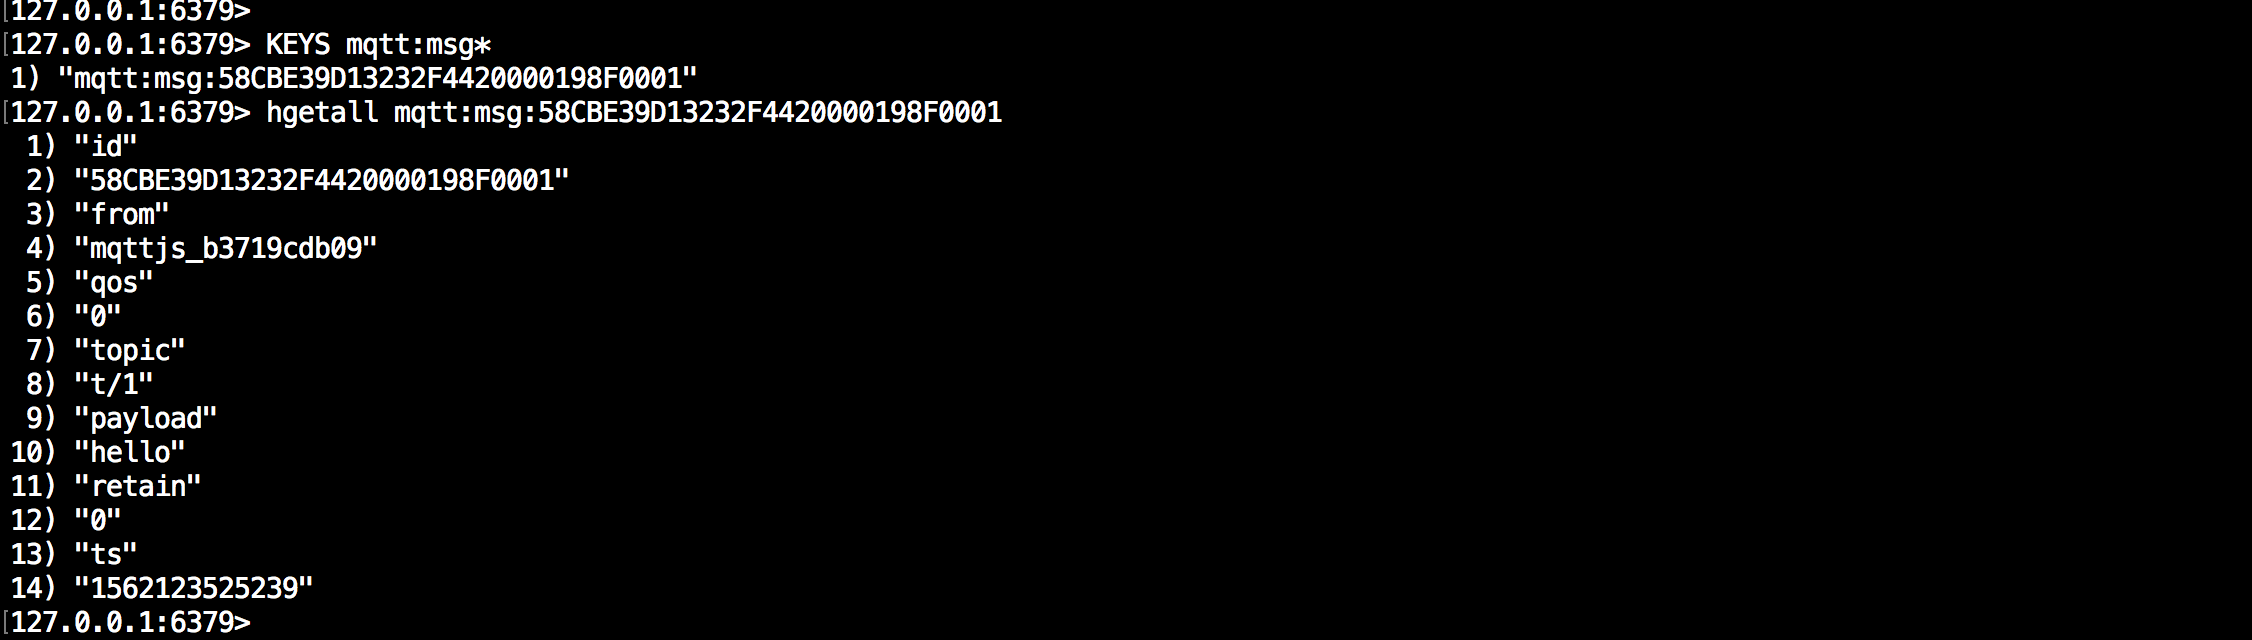 [127.0.0.1:6379>
[127.0.0.1:6379> KEYS mqtt:msg*
1) "mqtt:msg:58CBE39D13232F4420000198F0001"
[127.0.0.1:6379> hgetall mqtt:msg:58CBE39D13232F4420000198F0001
1) "id"
2) "58CBE39D13232F4420000198F0001"
3) "from"
4) "mqttjs_b3719cdb09"
5) "qos"
6) "0"
7) "topic"
8) "t/1"
9) "payload"
10) "hello"
11) "retain"
12) "0"
13) "ts"
14) "1562123525239"
[127.0.0.1:6379>